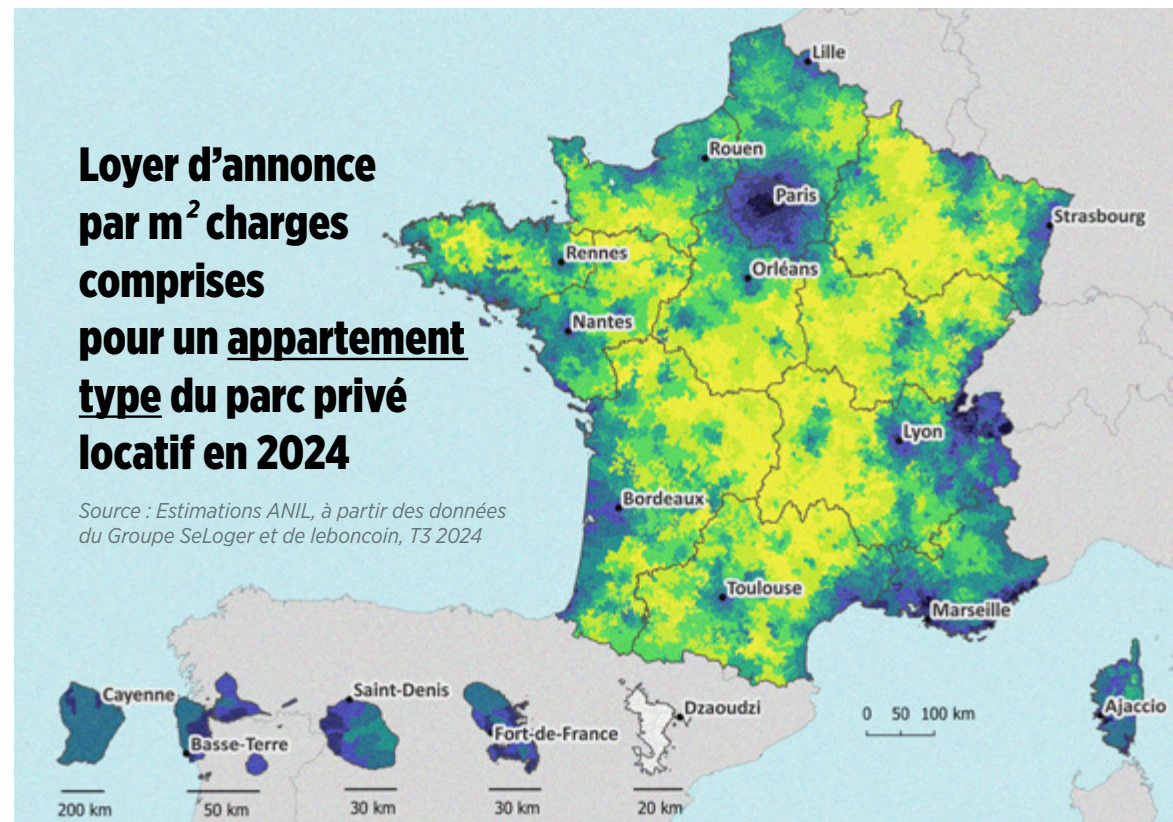 Loyer d'annonce
par m² charges
comprises
pour un appartement
type du parc privé
locatif en 2024
Source : Estimations ANIL, à partir des données
du Groupe SeLoger et de leboncoin, T3 2024
Lille
Rouen
Paris
Strasbourg
Rennes
Orléans
Nantes
Lyon
Bordeaux
Toulouse
Marseille
Cayenne
Basse-Terre
Saint-Denis
Fort-de-France
Dzaoudzi
Ajaccio
0 50 100 km
200 km
50 km
30 km
30 km
20 km